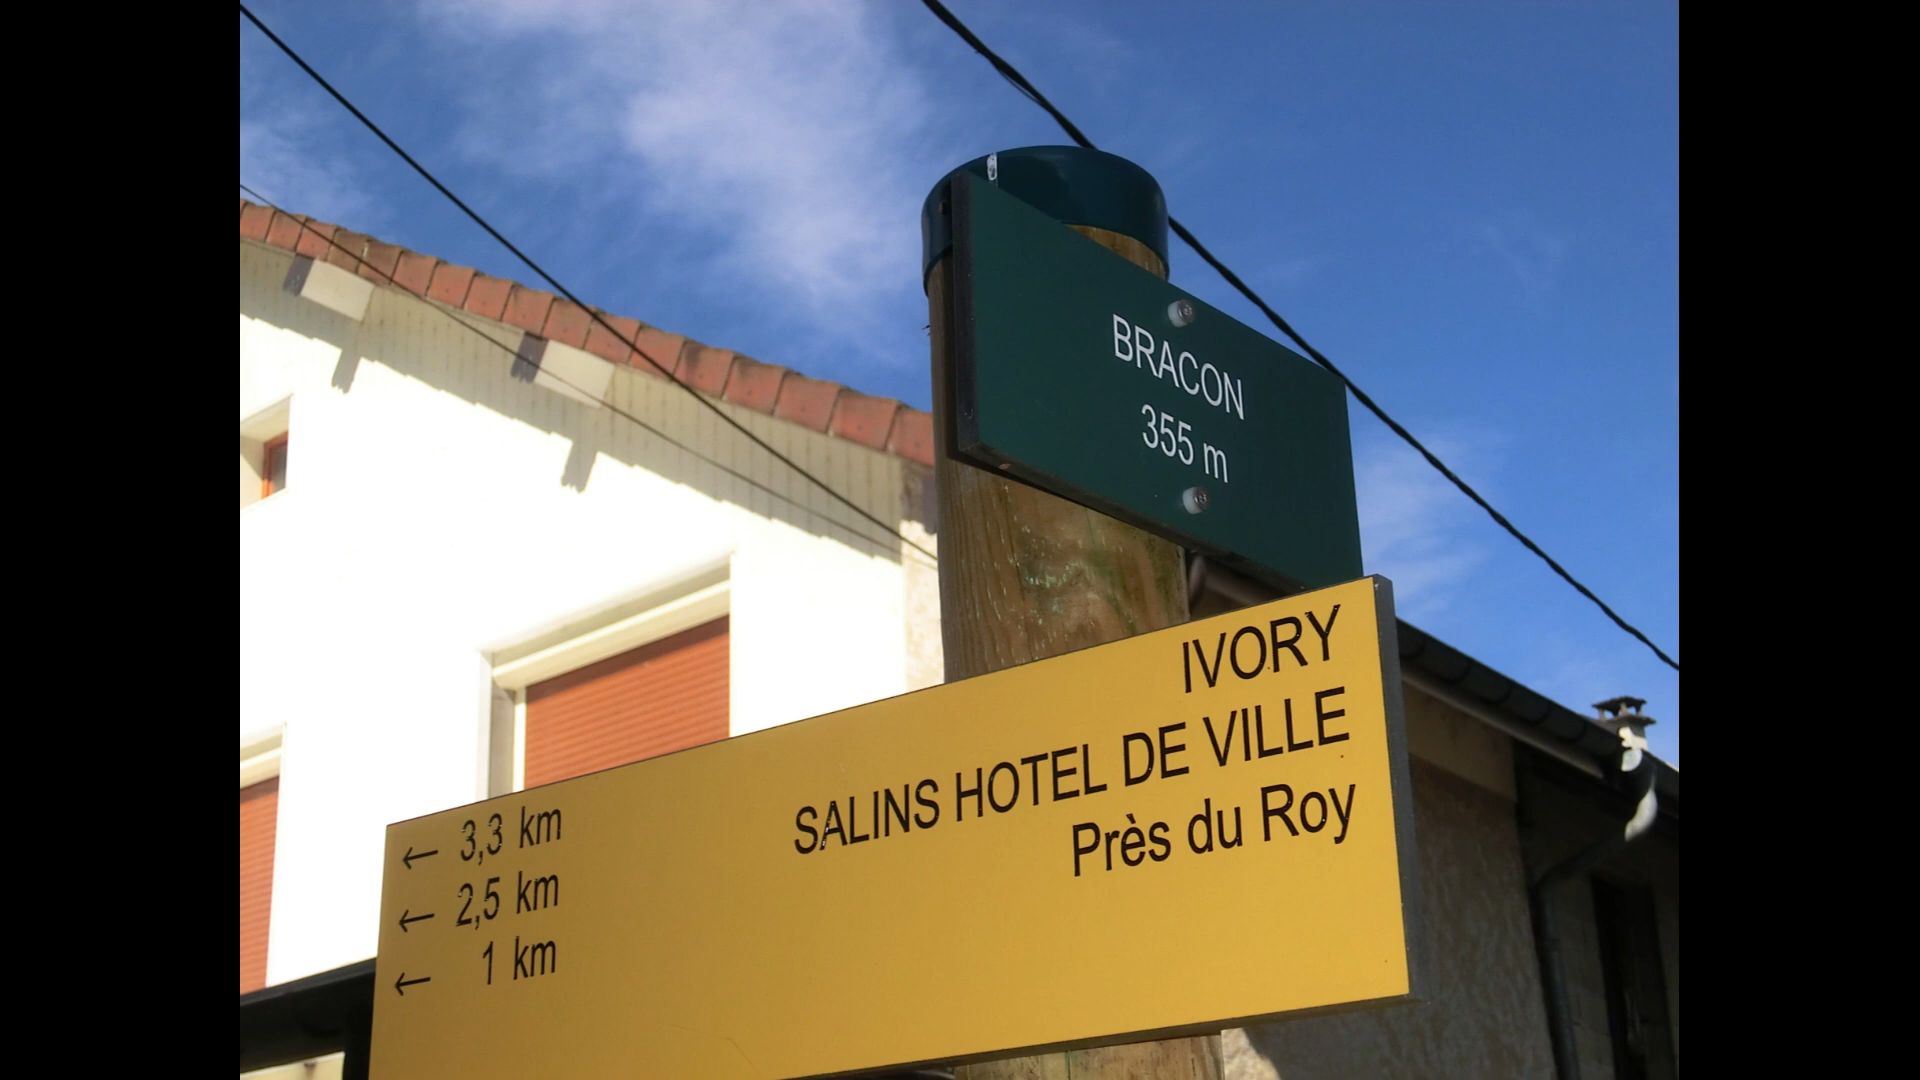 BRACON
355 m
IVORY
SALINS HOTEL DE VILLE
Près du Roy
← 3,3 km
← 2,5 km
← 1 km